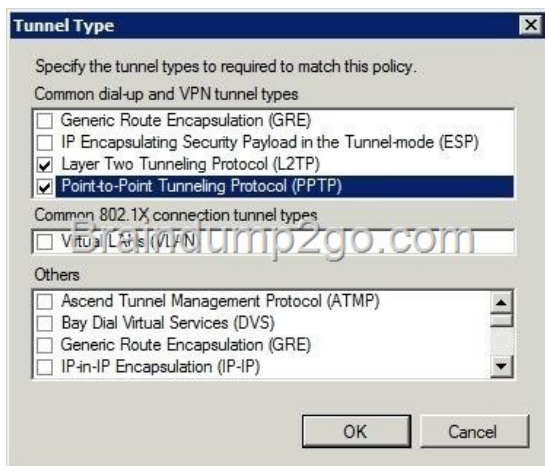 Tunnel Type
Specify the tunnel types to required to match this policy.
Common dial-up and VPN tunnel types
Generic Route Encapsulation (GRE)
IP Encapsulating Security Payload in the Tunnel-mode (ESP)
Layer Two Tunneling Protocol (L2TP)
Point-to-Point Tunneling Protocol (PPTP)
Common 802.1X connection tunnel types
Virtual LANs (VLAN)
Braindump2go.com
Others
Ascend Tunnel Management Protocol (ATMP)
Bay Dial Virtual Services (DVS)
Generic Route Encapsulation (GRE)
IP-in-IP Encapsulation (IP-IP)
OK Cancel